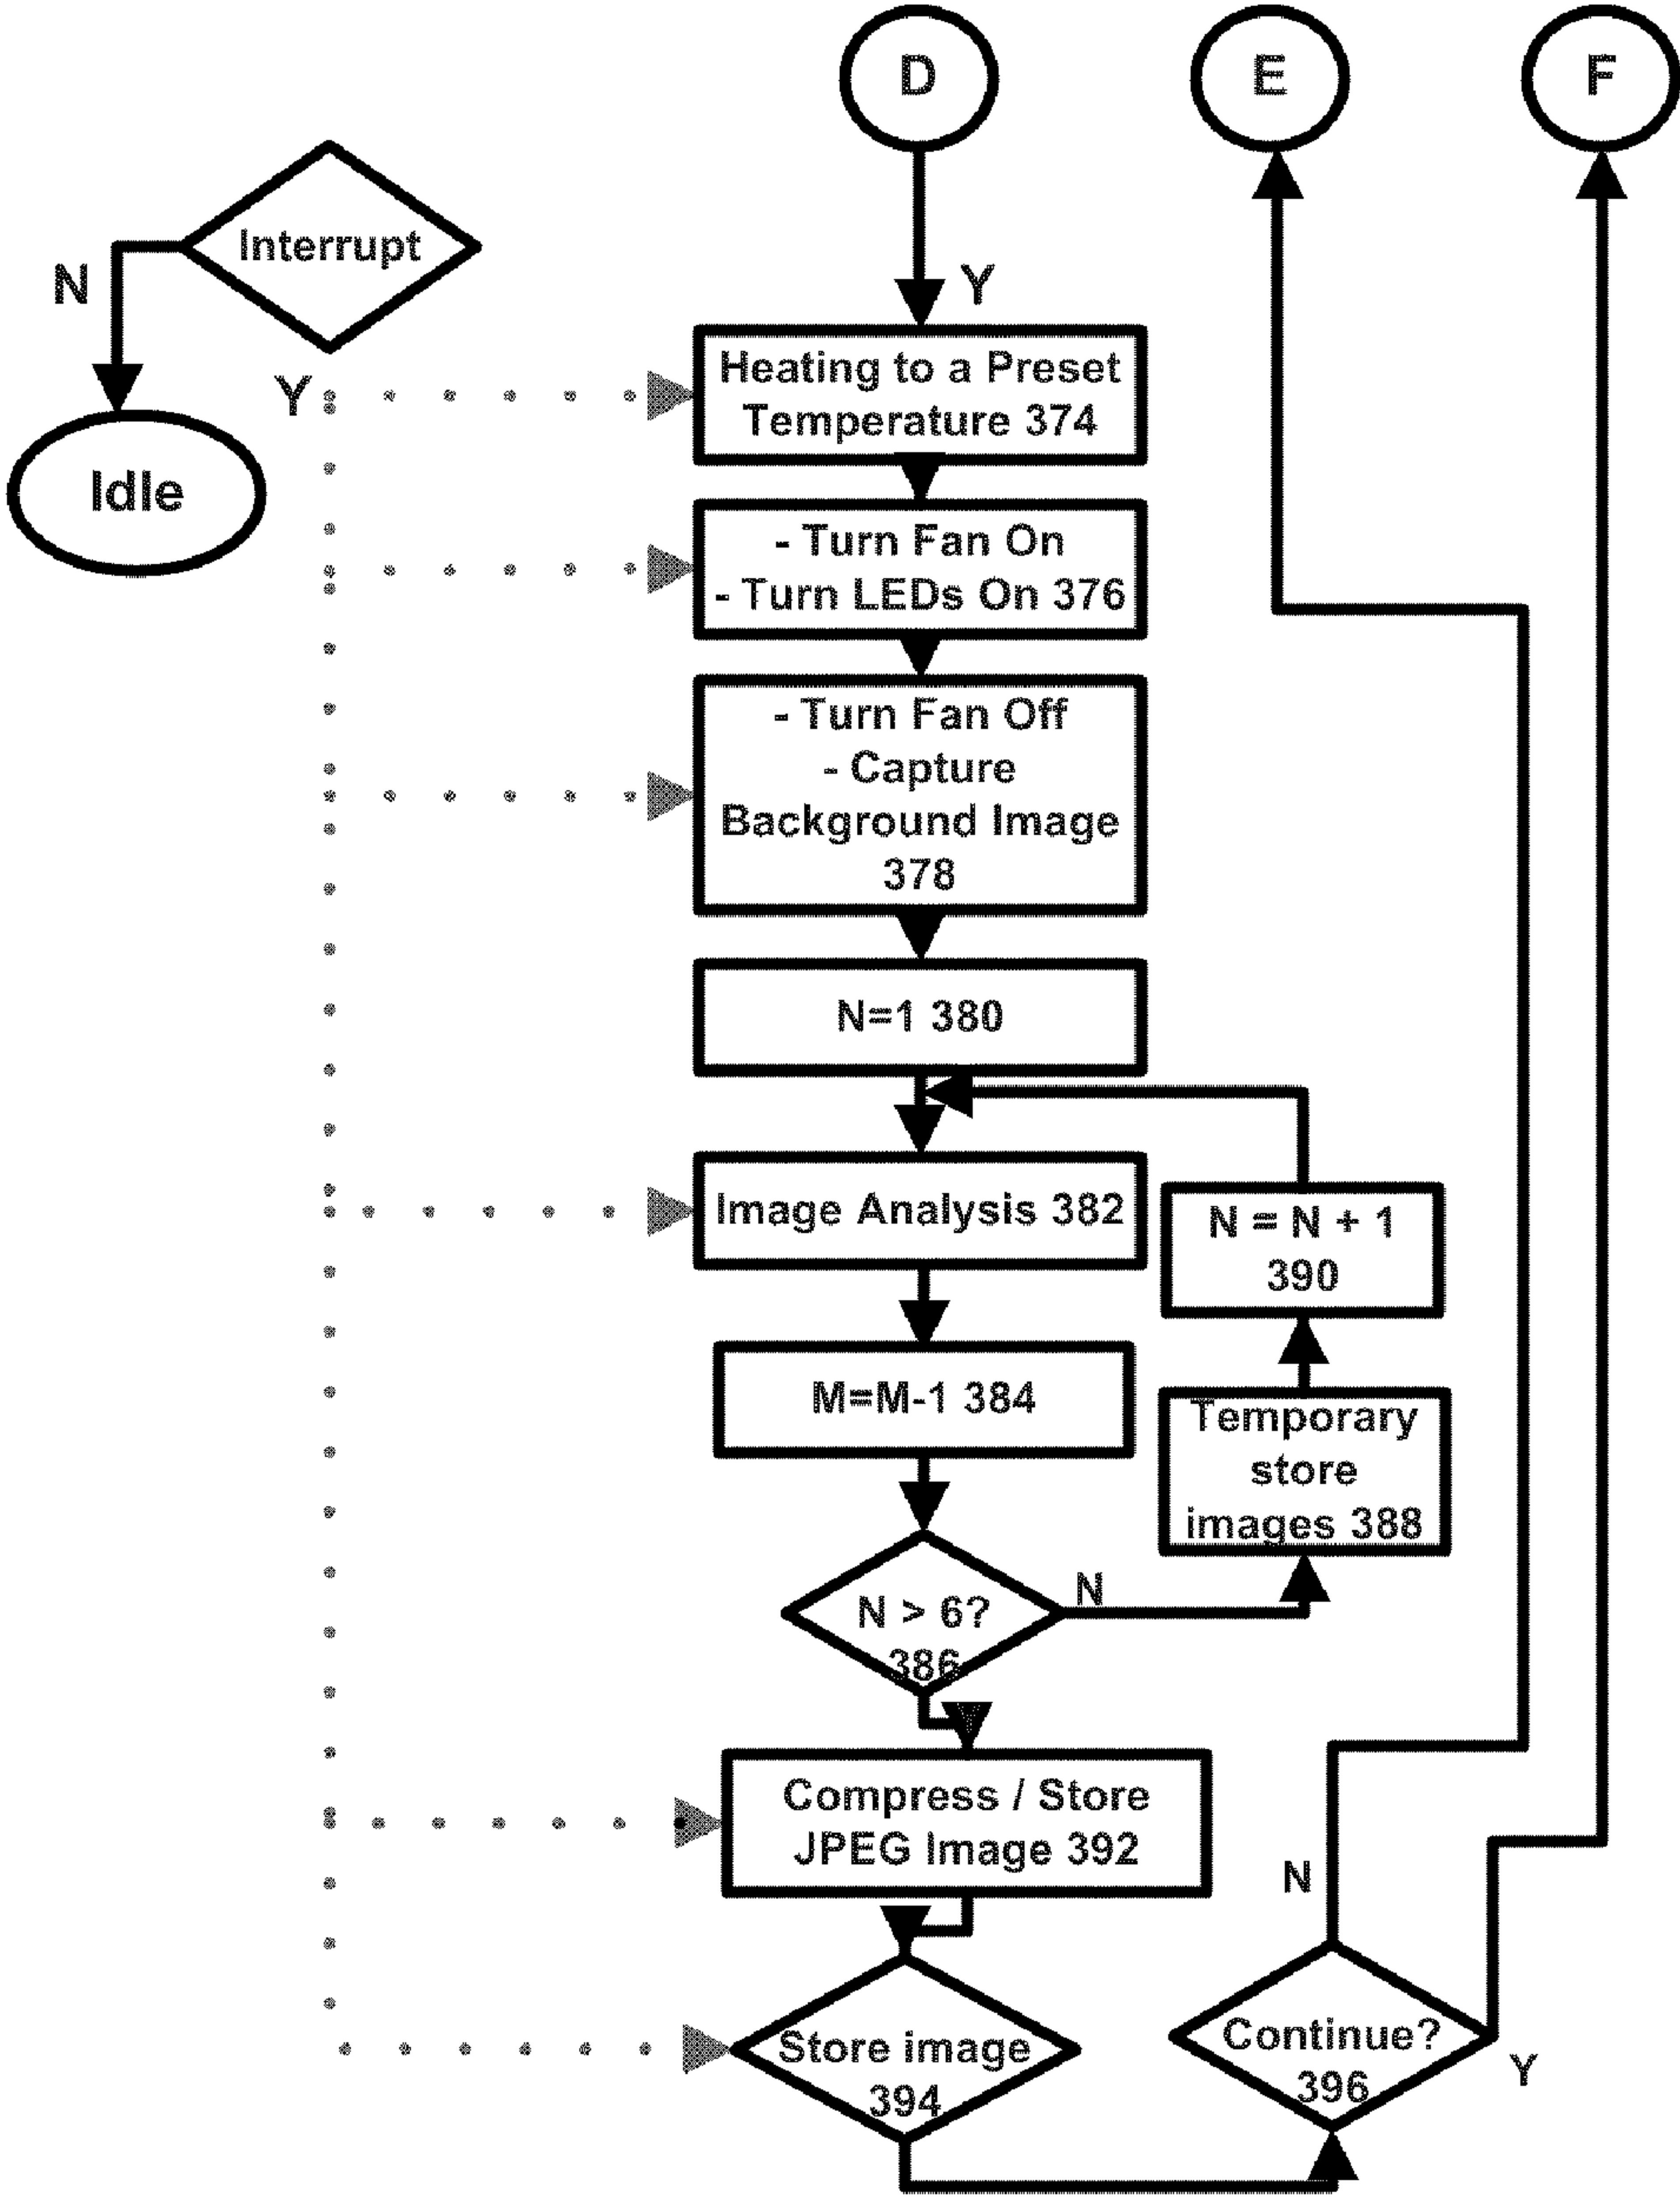 D
E
F
Interrupt
N
Y
Idle
Y
Heating to a Preset
Temperature 374
- Turn Fan On
- Turn LEDs On 376
- Turn Fan Off
- Capture
Background Image
378
N=1 380
Image Analysis 382
N = N + 1
390
M=M-1 384
Temporary
store
images 388
N > 6?
386
N
Compress / Store
JPEG Image 392
N
Store image
394
Continue?
396
Y